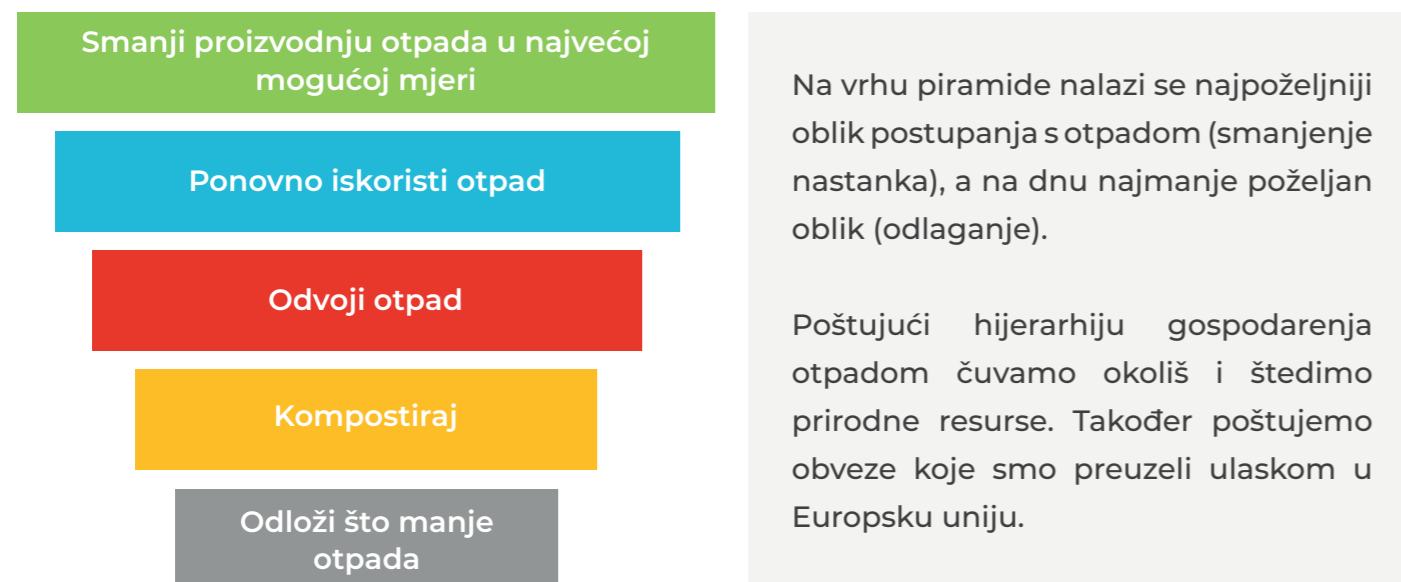 Smanji proizvodnju otpada u najvećoj
mogućoj mjeri
Ponovno iskoristi otpad
Odvoji otpad
Kompostiraj
Odloži što manje
otpada
Na vrhu piramide nalazi se najpoželjniji
oblik postupanja s otpadom (smanjenje
nastanka), a na dnu najmanje poželjan
oblik (odlaganje).
Poštujući hijerarhiju gospodarenja
otpadom čuvamo okoliš i štedimo
prirodne resurse. Također poštujemo
obveze koje smo preuzeli ulaskom u
Europsku uniju.